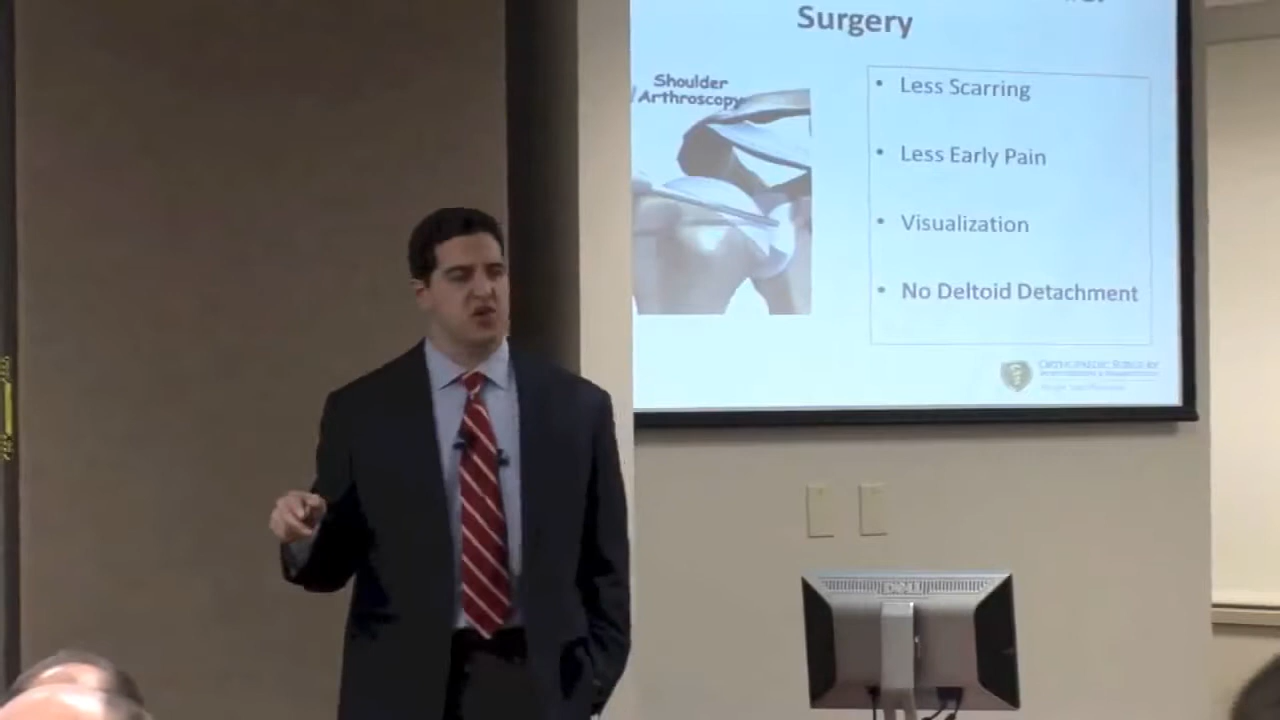 Surgery
Shoulder
Arthroscopy
• Less Scarring
• Less Early Pain
• Visualization
• No Deltoid Detachment
DELL